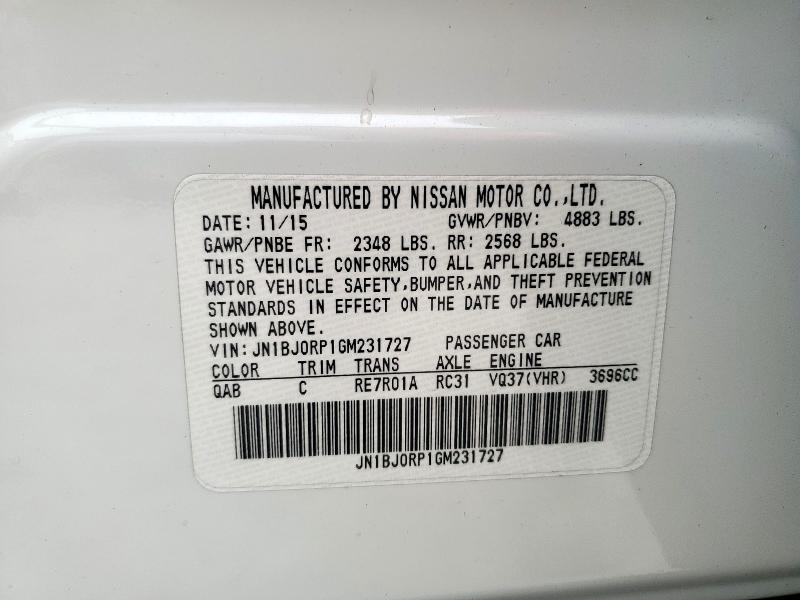 MANUFACTURED BY NISSAN MOTOR CO.,LTD.
DATE: 11/15 GVWR/PNBV: 4883 LBS.
GAWR/PNBE FR: 2348 LBS. RR: 2568 LBS.
THIS VEHICLE CONFORMS TO ALL APPLICABLE FEDERAL
MOTOR VEHICLE SAFETY,BUMPER,AND THEFT PREVENTION
STANDARDS IN EFFECT ON THE DATE OF MANUFACTURE
SHOWN ABOVE.
VIN: JN1BJ0RP1GM231727 PASSENGER CAR
COLOR TRIM TRANS AXLE ENGINE
QAB C RE7R01A RC31 VQ37(VHR) 3696CC
JN1BJ0RP1GM231727